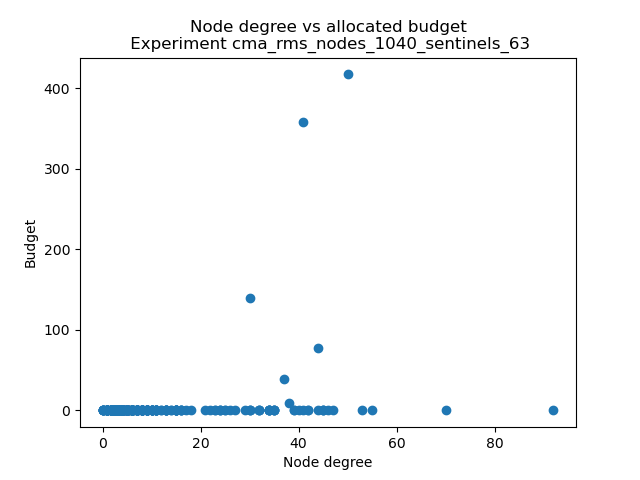 Node degree vs allocated budget
Experiment cma_rms_nodes_1040_sentinels_63
400
300
200
100
0
Budget
0 20 40 60 80
Node degree